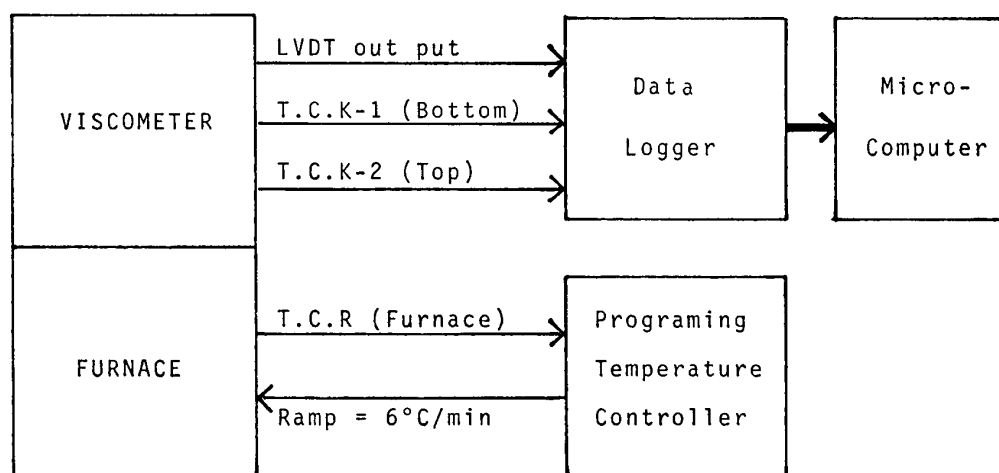 VISCOMETER
LVDT out put
T.C.K-1 (Bottom)
T.C.K-2 (Top)
Data
Logger
Micro-
Computer
FURNACE
T.C.R (Furnace)
Ramp = 6°C/min
Programing
Temperature
Controller